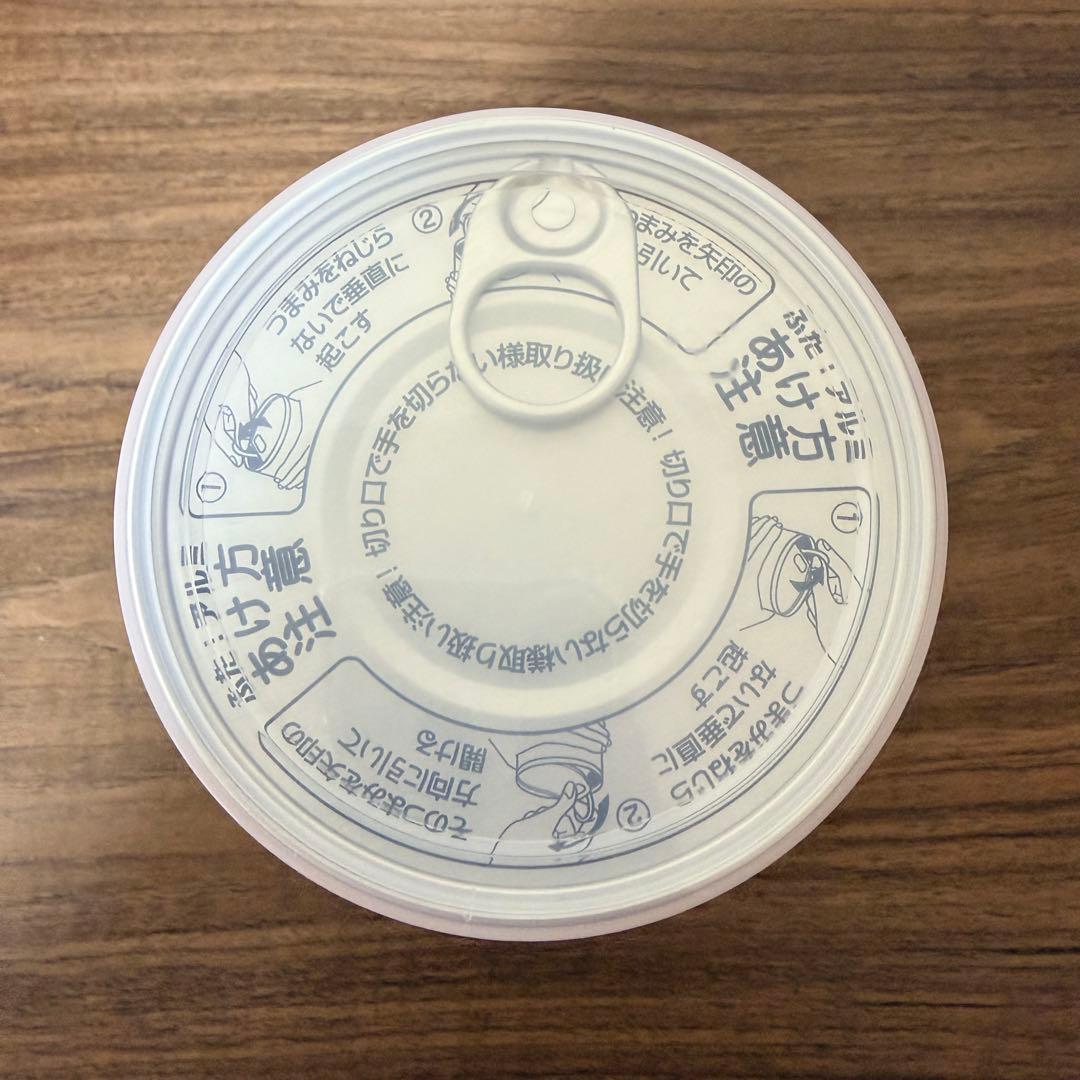 ふた：アルミ
あけ方
注意
①
つまみをねじら
ないで垂直に
起こす
②
つまみを矢印の
引いて
ふた：アルミ
あけ方
注意
①
つまみをねじら
ないで垂直に
起こす
②
そのつまみを矢印の
方向に引いて
開ける
切り口で手を切らない様取り扱い注意！
切り口で手を切らない様取り扱い注意！